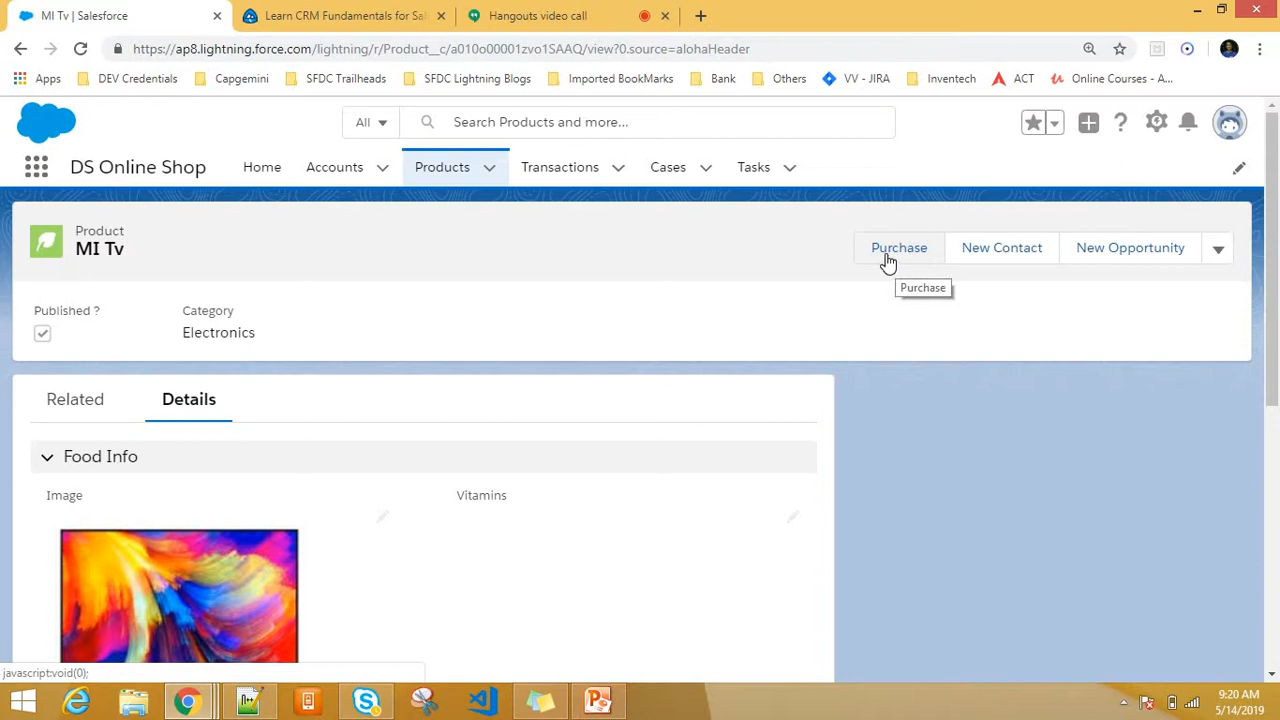 MI Tv | Salesforce
Learn CRM Fundamentals for Sal
Hangouts video call
https://ap8.lightning.force.com/lightning/r/Product__c/a010o00001zvo1SAAQ/view?0.source=alohaHeader
Apps
DEV Credentials
Capgemini
SFDC Trailheads
SFDC Lightning Blogs
Imported BookMarks
Bank
Others
VV - JIRA
Inventech
ACT
Online Courses - A...
All
Search Products and more...
DS Online Shop
Home
Accounts
Products
Transactions
Cases
Tasks
Product
MI Tv
Purchase
New Contact
New Opportunity
Purchase
Published ?
Category
Electronics
Related
Details
Food Info
Image
Vitamins
javascript:void(0);
9:20 AM
5/14/2019